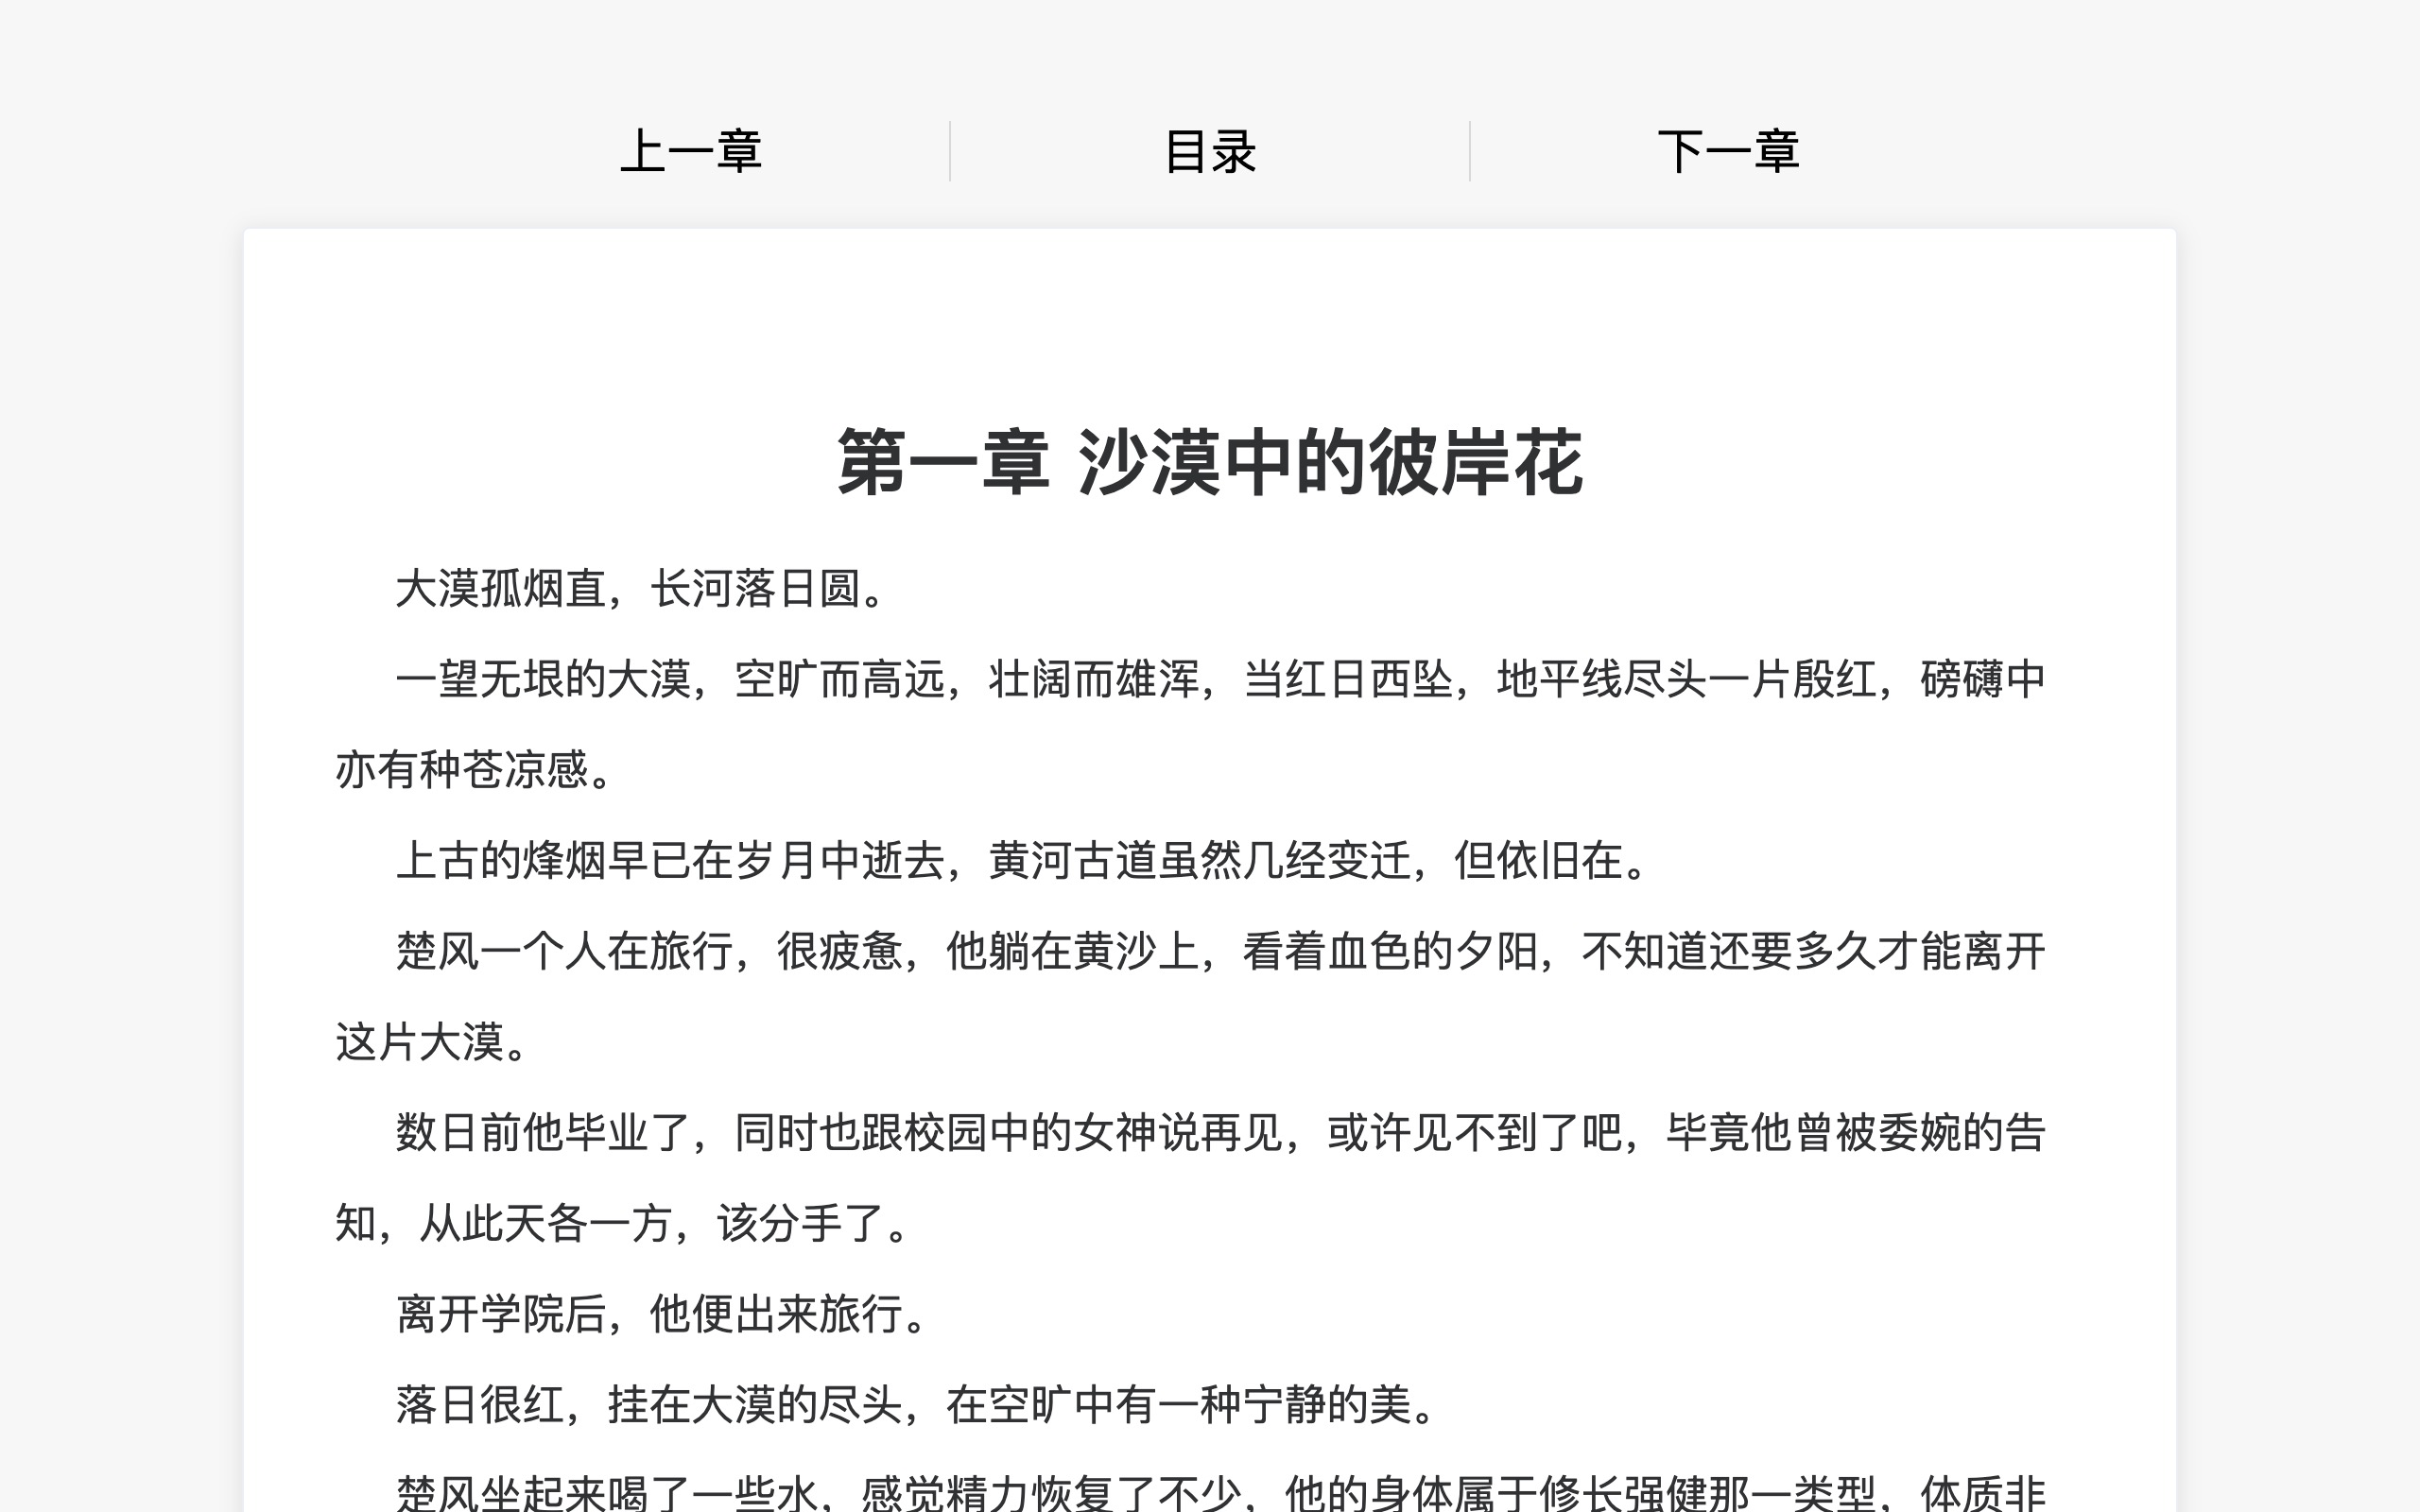 上一章 目录 下一章
第一章 沙漠中的彼岸花
大漠孤烟直，长河落日圆。
一望无垠的大漠，空旷而高远，壮阔而雄浑，当红日西坠，地平线尽头一片殷红，磅礴中
亦有种苍凉感。
上古的烽烟早已在岁月中逝去，黄河古道虽然几经变迁，但依旧在。
楚风一个人在旅行，很疲惫，他躺在黄沙上，看着血色的夕阳，不知道还要多久才能离开
这片大漠。
数日前他毕业了，同时也跟校园中的女神说再见，或许见不到了吧，毕竟他曾被委婉的告
知，从此天各一方，该分手了。
离开学院后，他便出来旅行。
落日很红，挂在大漠的尽头，在空旷中有一种宁静的美。
楚风坐起来喝了一些水，感觉精力恢复了不少，他的身体属于修长强健那一类型，体质非